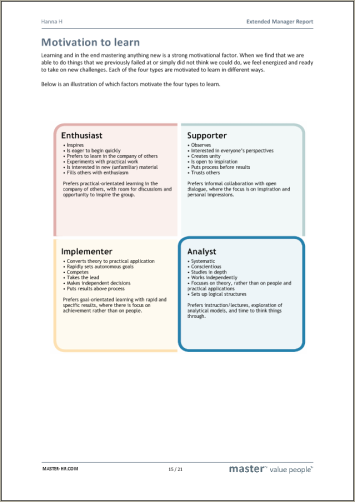 Hanna H
Extended Manager Report
Motivation to learn
Learning and in the end mastering anything new is a strong motivational factor. When we find that we are
able to do things that we previously failed at or simply did not think we could do, we feel energized and ready
to take on new challenges. Each of the four types are motivated to learn in different ways.
Below is an illustration of which factors motivate the four types to learn.
Enthusiast
• Inspires
• Is eager to begin quickly
• Prefers to learn in the company of others
• Experiments with practical work
• Is interested in new (unfamiliar) material
• Fills others with enthusiasm
Prefers practical-orientated learning in the
company of others, with room for discussions and
opportunity to inspire the group.
Supporter
• Observes
• Interested in everyone's perspectives
• Creates unity
• Is open to inspiration
• Puts process before results
• Trusts others
Prefers informal collaboration with open
dialogue, where the focus is on inspiration and
personal impressions.
Implementer
• Converts theory to practical application
• Rapidly sets autonomous goals
• Competes
• Takes the lead
• Makes independent decisions
• Puts results above process
Prefers goal-orientated learning with rapid and
specific results, where there is focus on
achievement rather than on people.
Analyst
• Systematic
• Conscientious
• Studies in depth
• Works independently
• Focuses on theory, rather than on people and
practical applications
• Sets up logical structures
Prefers instruction/lectures, exploration of
analytical models, and time to think things
through.
MASTER-HR.COM
15 / 21
master value people